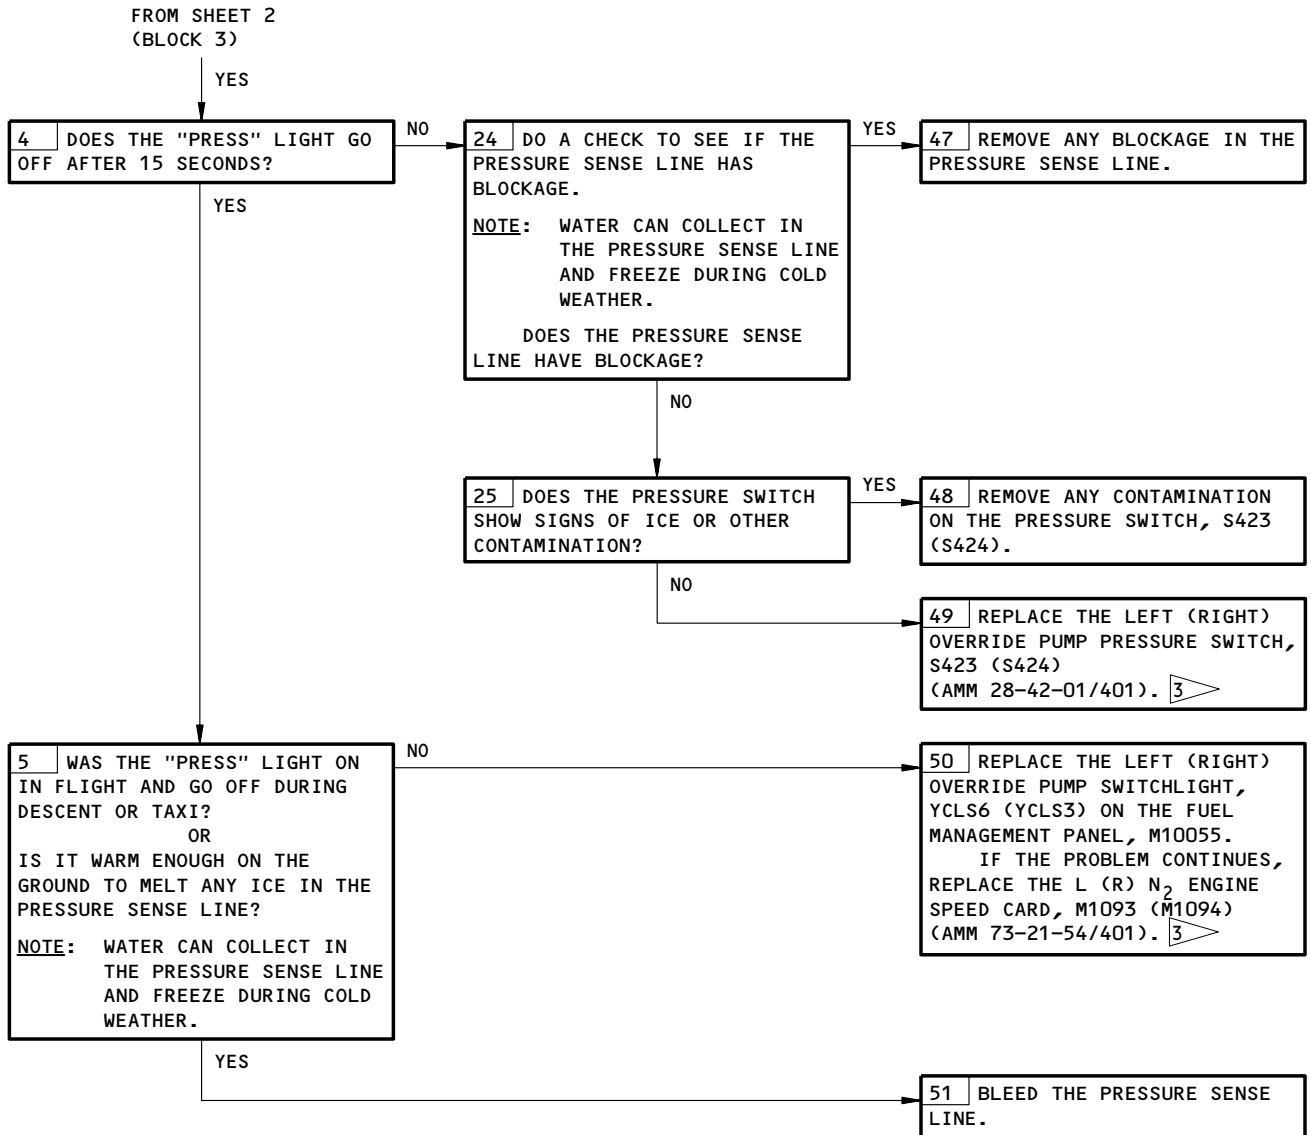 FROM SHEET 2
(BLOCK 3)
YES
4 DOES THE "PRESS" LIGHT GO
OFF AFTER 15 SECONDS?
NO
YES
24 DO A CHECK TO SEE IF THE
PRESSURE SENSE LINE HAS
BLOCKAGE.
NOTE: WATER CAN COLLECT IN
THE PRESSURE SENSE LINE
AND FREEZE DURING COLD
WEATHER.
DOES THE PRESSURE SENSE
LINE HAVE BLOCKAGE?
YES
47 REMOVE ANY BLOCKAGE IN THE
PRESSURE SENSE LINE.
NO
25 DOES THE PRESSURE SWITCH
SHOW SIGNS OF ICE OR OTHER
CONTAMINATION?
YES
48 REMOVE ANY CONTAMINATION
ON THE PRESSURE SWITCH, S423
(S424).
NO
49 REPLACE THE LEFT (RIGHT)
OVERRIDE PUMP PRESSURE SWITCH,
S423 (S424)
(AMM 28-42-01/401). 3
5 WAS THE "PRESS" LIGHT ON
IN FLIGHT AND GO OFF DURING
DESCENT OR TAXI?
OR
IS IT WARM ENOUGH ON THE
GROUND TO MELT ANY ICE IN THE
PRESSURE SENSE LINE?
NOTE: WATER CAN COLLECT IN
THE PRESSURE SENSE LINE
AND FREEZE DURING COLD
WEATHER.
NO
50 REPLACE THE LEFT (RIGHT)
OVERRIDE PUMP SWITCHLIGHT,
YCLS6 (YCLS3) ON THE FUEL
MANAGEMENT PANEL, M10055.
IF THE PROBLEM CONTINUES,
REPLACE THE L (R) N2 ENGINE
SPEED CARD, M1093 (M1094)
(AMM 73-21-54/401). 3
YES
51 BLEED THE PRESSURE SENSE
LINE.